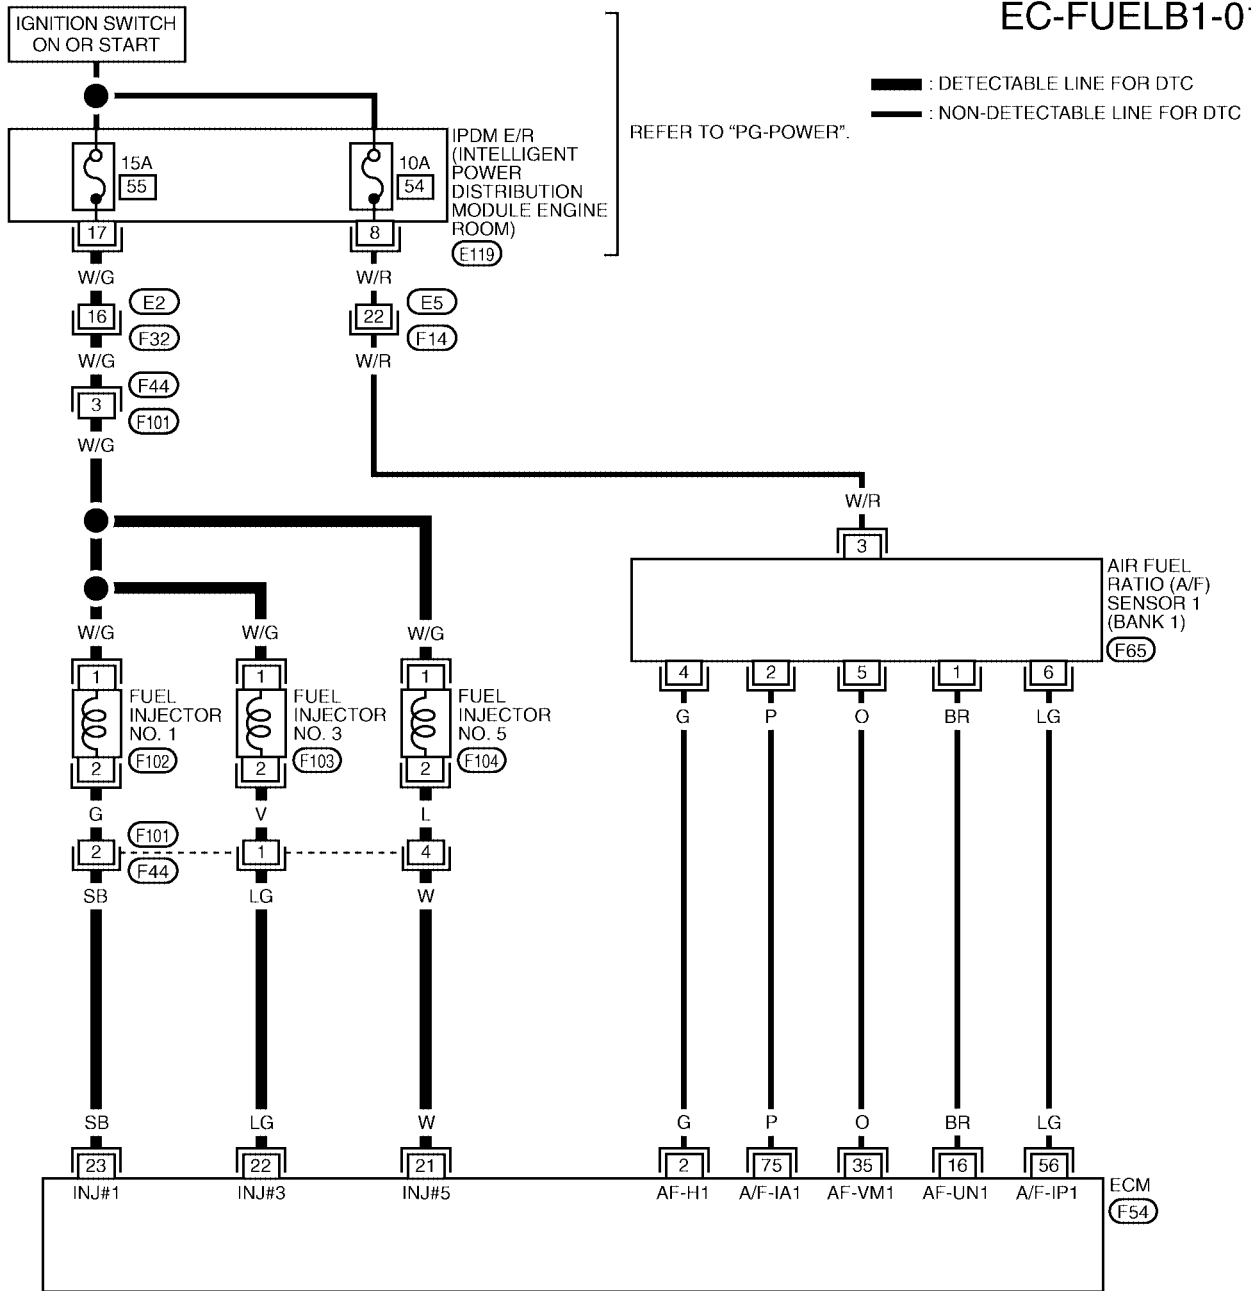 EC-FUELB1-01
IGNITION SWITCH
ON OR START
: DETECTABLE LINE FOR DTC
: NON-DETECTABLE LINE FOR DTC
REFER TO “PG-POWER”.
15A
55
10A
54
IPDM E/R
(INTELLIGENT
POWER
DISTRIBUTION
MODULE ENGINE
ROOM)
E119
17
8
W/G
W/R
16
E2
F32
22
E5
F14
W/G
W/R
3
F44
F101
W/G
W/R
3
AIR FUEL
RATIO (A/F)
SENSOR 1
(BANK 1)
F65
W/G
W/G
W/G
1
1
1
FUEL
INJECTOR
NO. 1
F102
FUEL
INJECTOR
NO. 3
F103
FUEL
INJECTOR
NO. 5
F104
2
2
2
4
2
5
1
6
G
P
O
BR
LG
G
V
L
2
F101
F44
1
4
SB
LG
W
SB
LG
W
G
P
O
BR
LG
23
22
21
2
75
35
16
56
INJ#1
INJ#3
INJ#5
AF-H1
A/F-IA1
AF-VM1
AF-UN1
A/F-IP1
ECM
F54